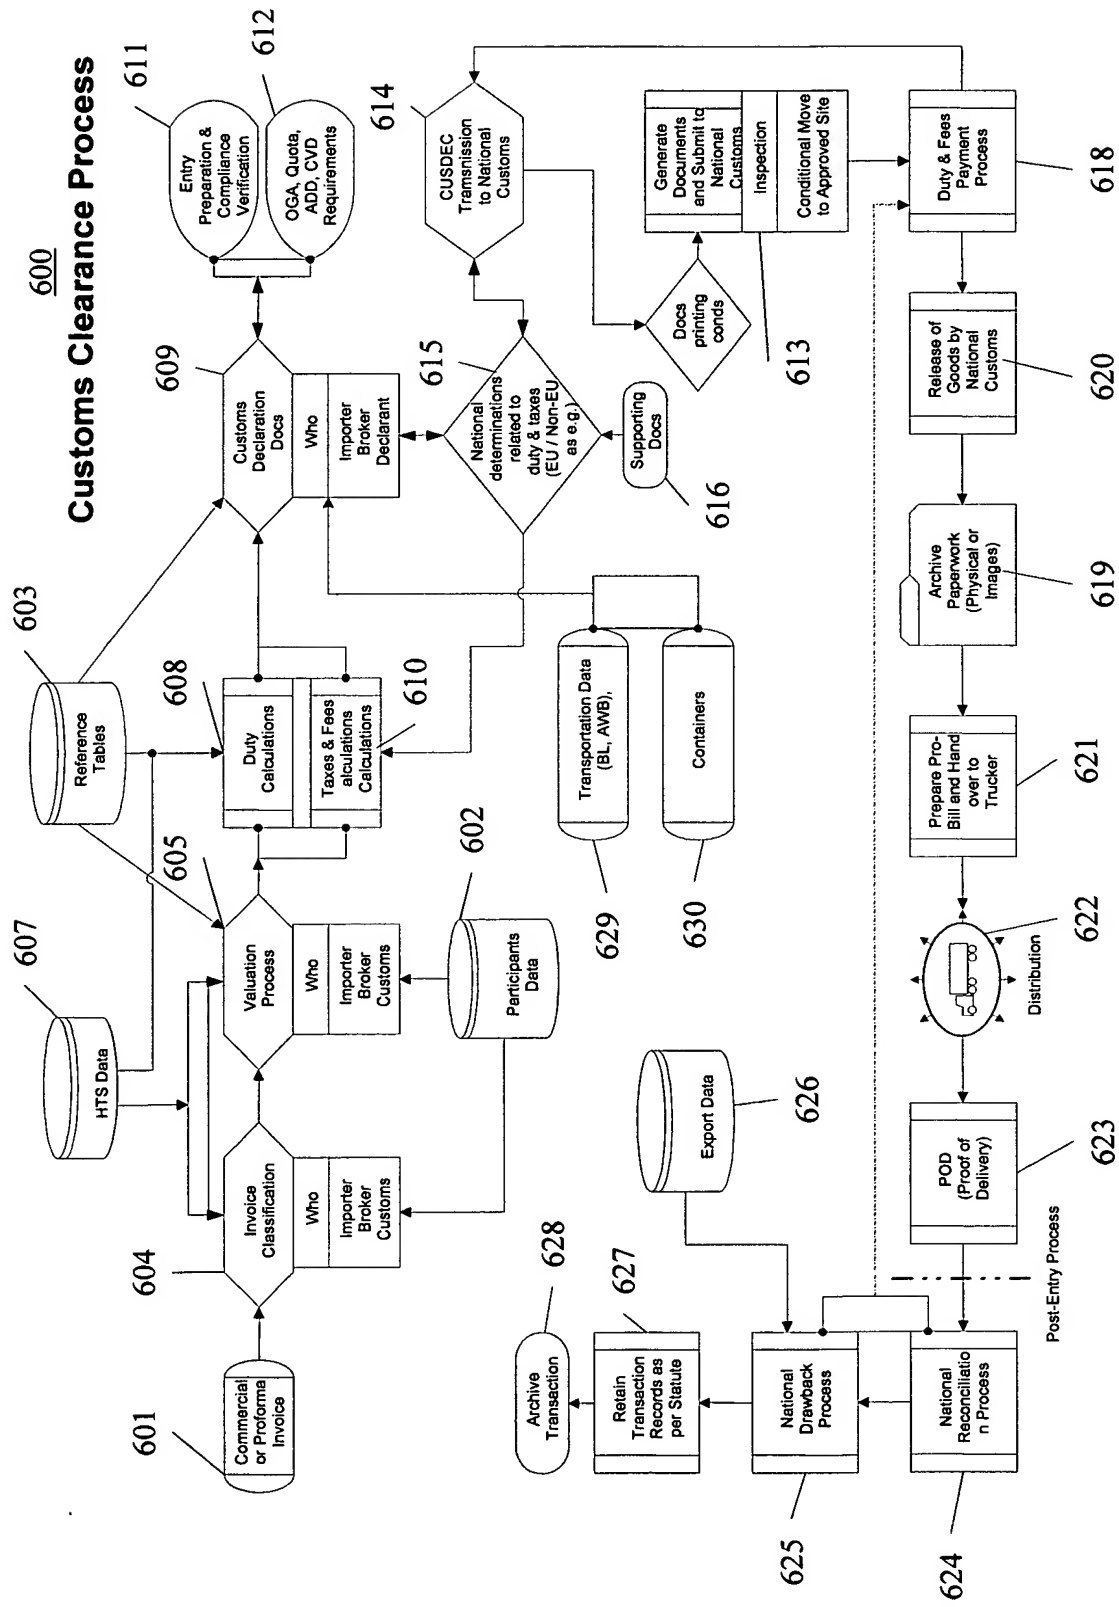 600
Customs Clearance Process
601
Commercial
or Proforma
Invoice
604
Invoice
Classification
Who
Importer
Broker
Customs
607
HTS Data
605
Valuation
Process
Who
Importer
Broker
Customs
602
Participants
Data
603
Reference
Tables
608
Duty
Calculations
Taxes & Fees
alculations
Calculations
610
609
Customs
Declaration
Docs
Who
Importer
Broker
Declarant
611
Entry
Preparation &
Compliance
Verification
612
OGA, Quota,
ADD, CVD
Requirements
614
CUSDEC
Tramsnission
to National
Customs
615
National
determinations
related to
duty & taxes
(EU / Non-EU
as e.g.)
Supporting
Docs
616
Docs
printing
conds
Generate
Documents
and Submit to
National
Customs
Inspection
Conditional Move
to Approved Site
613
Transportation Data
(BL, AWB),
629
Containers
630
Duty & Fees
Payment
Process
618
Release of
Goods by
National
Customs
620
Archive
Paperwork
(Physical or
Images)
619
Prepare Pro-
Bill and Hand
over to
Trucker
621
622
Distribution
POD
(Proof of
Delivery)
623
Post-Entry Process
National
Reconciliatio
n Process
624
National
Drawback
Process
625
Export Data
626
Retain
Transaction
Records as
per Statute
627
Archive
Transaction
628